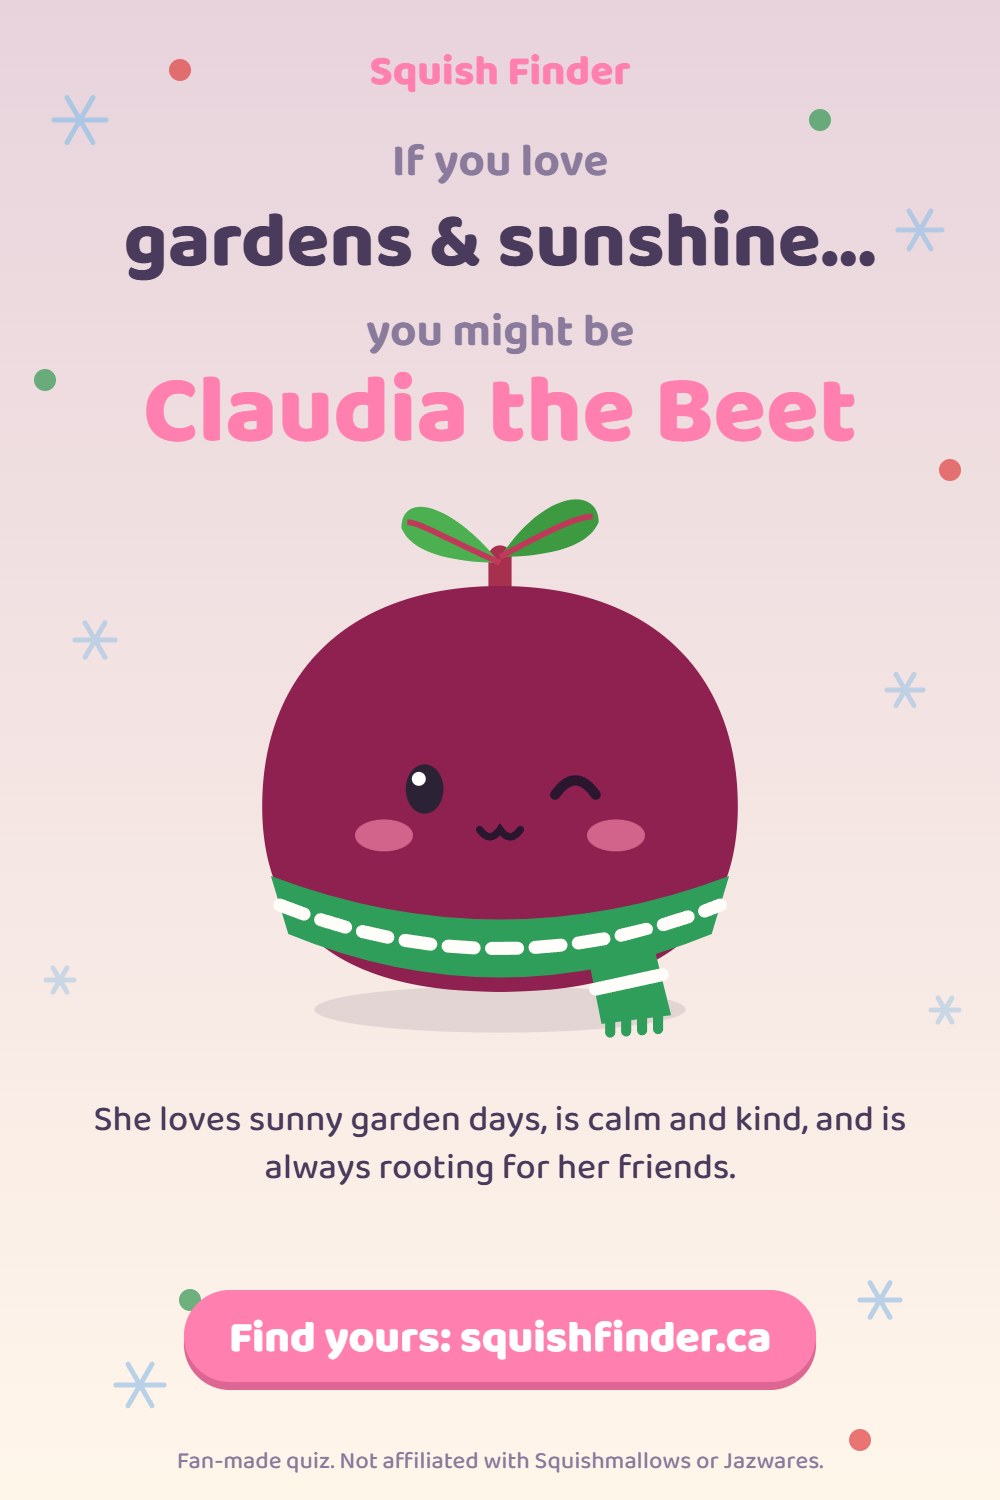 Squish Finder
If you love
gardens & sunshine...
you might be
Claudia the Beet
She loves sunny garden days, is calm and kind, and is
always rooting for her friends.
Find yours: squishfinder.ca
Fan-made quiz. Not affiliated with Squishmallows or Jazwares.